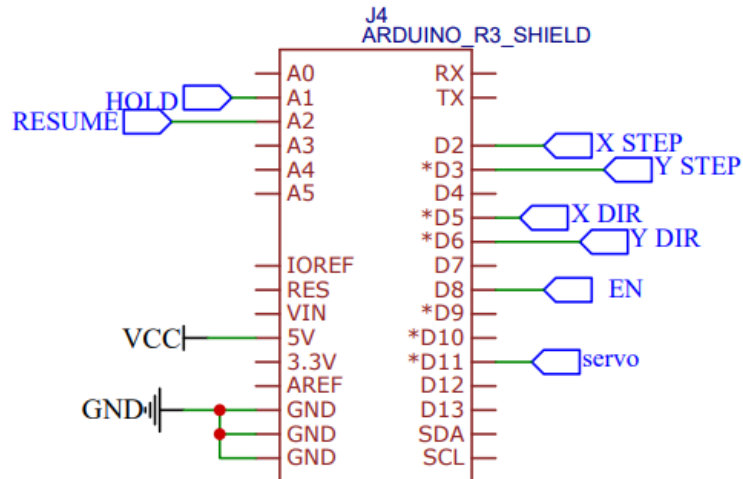 J4
ARDUINO_R3_SHIELD
A0 RX
HOLD A1 TX
RESUME A2
A3 D2 X STEP
A4 *D3 Y STEP
A5 D4
*D5 X DIR
*D6 Y DIR
IOREF D7
RES D8 EN
VIN *D9
VCC 5V *D10
3.3V *D11 servo
AREF D12
GND GND D13
GND SDA
GND SCL